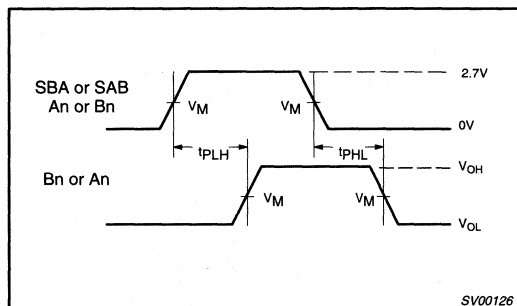 SBA or SAB
An or Bn
VM
VM
2.7V
0V
tPLH
tPHL
Bn or An
VM
VM
VOH
VOL
SV00126